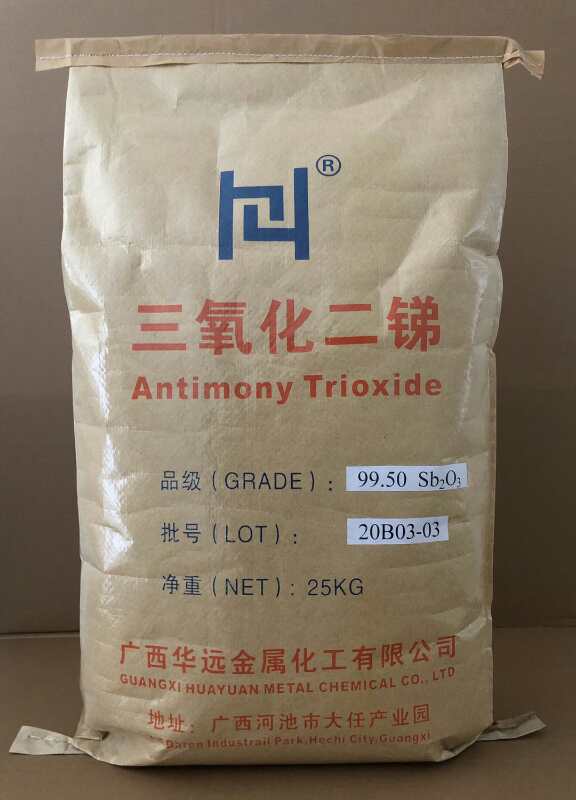 ®
三氧化二锑
Antimony Trioxide
品级(GRADE): 99.50 Sb₂O₃
批号(LOT): 20B03-03
净重(NET): 25KG
广西华远金属化工有限公司
GUANGXI HUAYUAN METAL CHEMICAL CO., LTD
地址: 广西河池市大任产业园
Daren Industrail Park,Hechi City,Guangxi